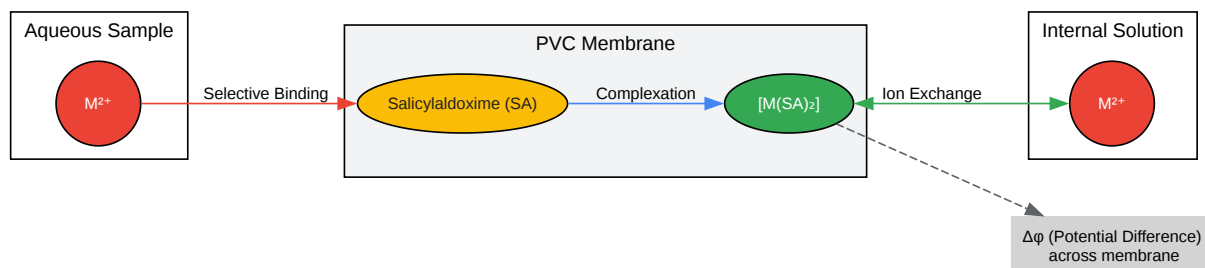 Aqueous Sample
M²⁺
Selective Binding
PVC Membrane
Salicylaldoxime (SA)
Complexation
[M(SA)₂]
Ion Exchange
Internal Solution
M²⁺
Δφ (Potential Difference)
across membrane